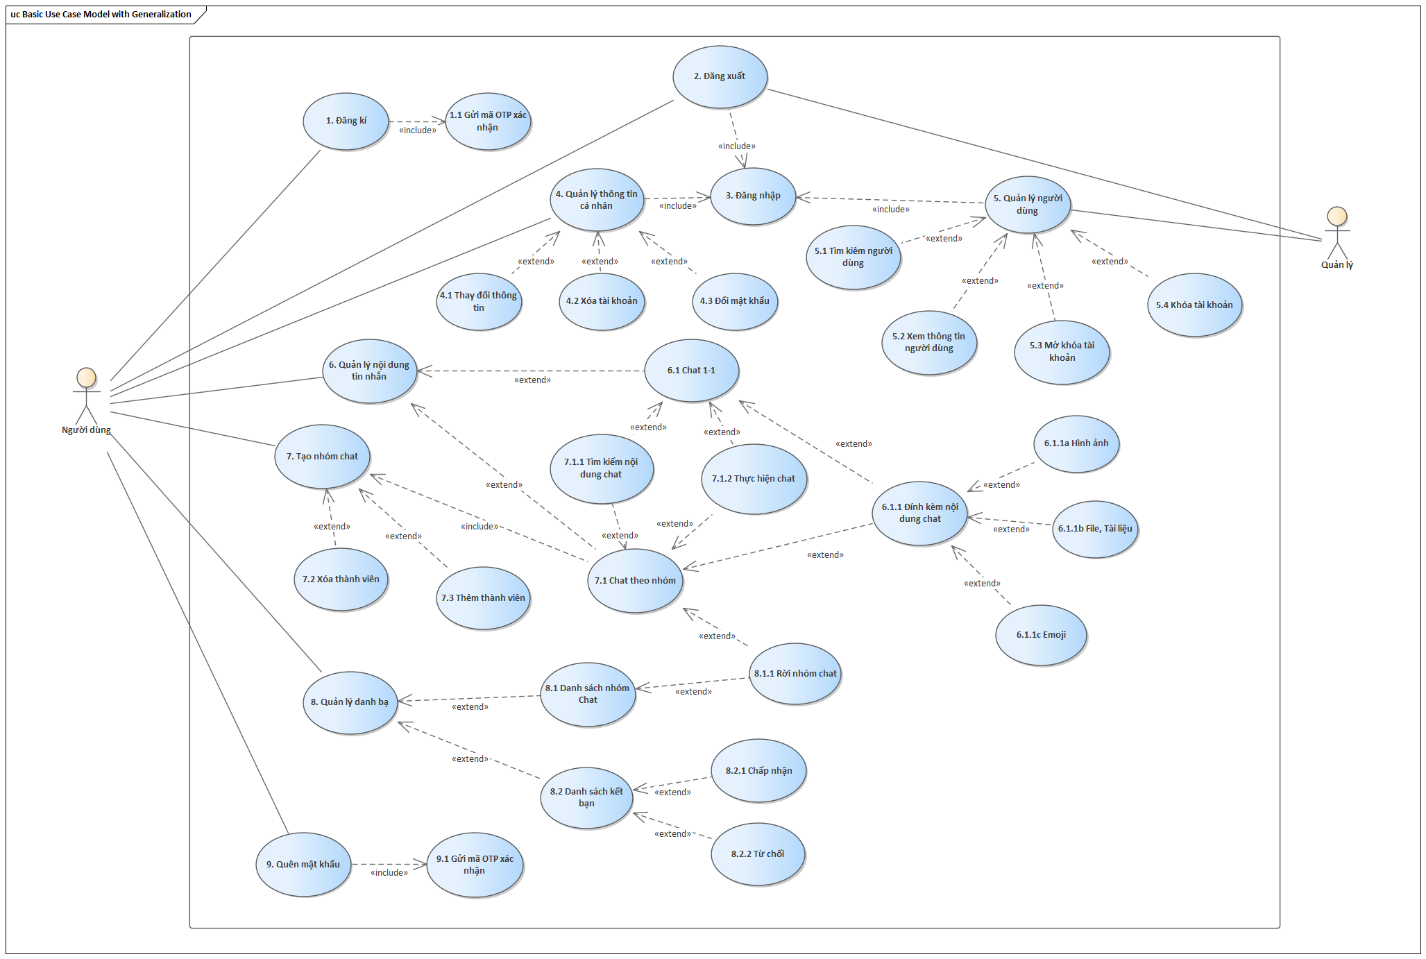 uc Basic Use Case Model with Generalization
2. Đăng xuất
1. Đăng kí
«include»
1.1 Gửi mã OTP xác
nhận
«include»
4. Quản lý thông tin
cá nhân
«include»
3. Đăng nhập
«include»
5. Quản lý người
dùng
Quản lý
5.1 Tìm kiếm người
dùng
«extend»
«extend»
«extend»
«extend»
«extend»
«extend»
«extend»
4.1 Thay đổi thông
tin
4.2 Xóa tài khoản
4.3 Đổi mật khẩu
5.2 Xem thông tin
người dùng
5.3 Mở khóa tài
khoản
5.4 Khóa tài khoản
Người dùng
6. Quản lý nội dung
tin nhắn
«extend»
6.1 Chat 1-1
«extend»
«extend»
«extend»
7. Tạo nhóm chat
«extend»
7.1.1 Tìm kiếm nội
dung chat
7.1.2 Thực hiện chat
6.1.1 Đính kèm nội
dung chat
6.1.1a Hình ảnh
«extend»
6.1.1b File, Tài liệu
«extend»
«extend»
«extend»
«include»
«extend»
«extend»
«extend»
«extend»
7.2 Xóa thành viên
7.3 Thêm thành viên
7.1 Chat theo nhóm
6.1.1c Emoji
«extend»
8.1.1 Rời nhóm chat
8. Quản lý danh bạ
«extend»
8.1 Danh sách nhóm
Chat
«extend»
«extend»
8.2 Danh sách kết
bạn
8.2.1 Chấp nhận
«extend»
«extend»
8.2.2 Từ chối
9. Quên mật khẩu
«include»
9.1 Gửi mã OTP xác
nhận